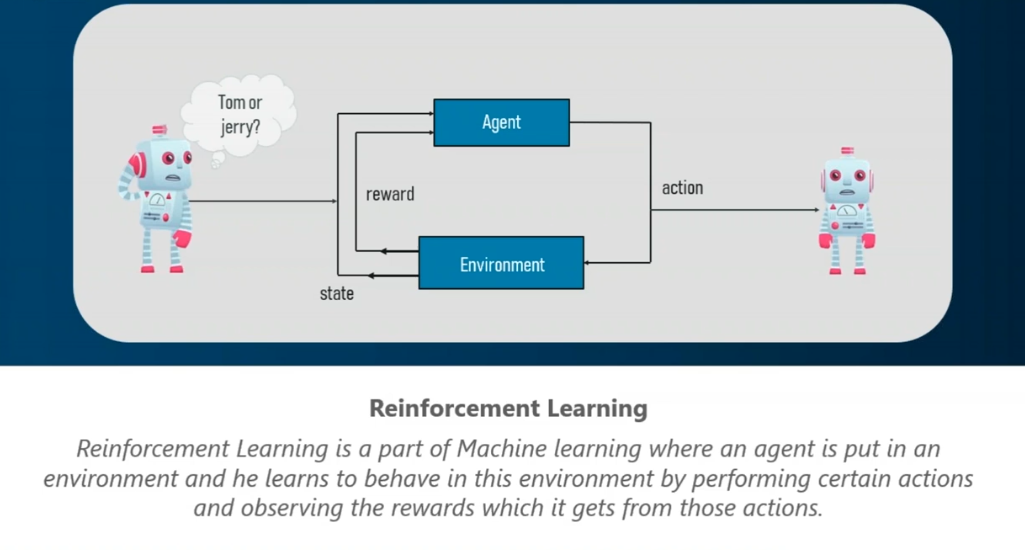 Tom or
jerry?
Agent
reward
action
Environment
state
Reinforcement Learning
Reinforcement Learning is a part of Machine learning where an agent is put in an
environment and he learns to behave in this environment by performing certain actions
and observing the rewards which it gets from those actions.